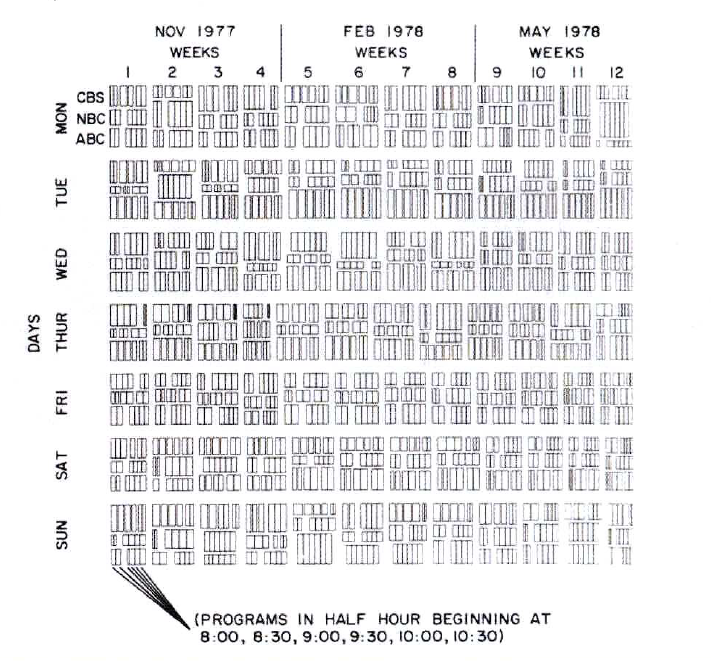 NOV 1977 FEB 1978 MAY 1978
WEEKS WEEKS WEEKS
1 2 3 4 5 6 7 8 9 10 11 12
MON
CBS
NBC
ABC
TUE
WED
DAYS
THUR
FRI
SAT
SUN
(PROGRAMS IN HALF HOUR BEGINNING AT
8:00, 8:30, 9:00, 9:30, 10:00, 10:30)